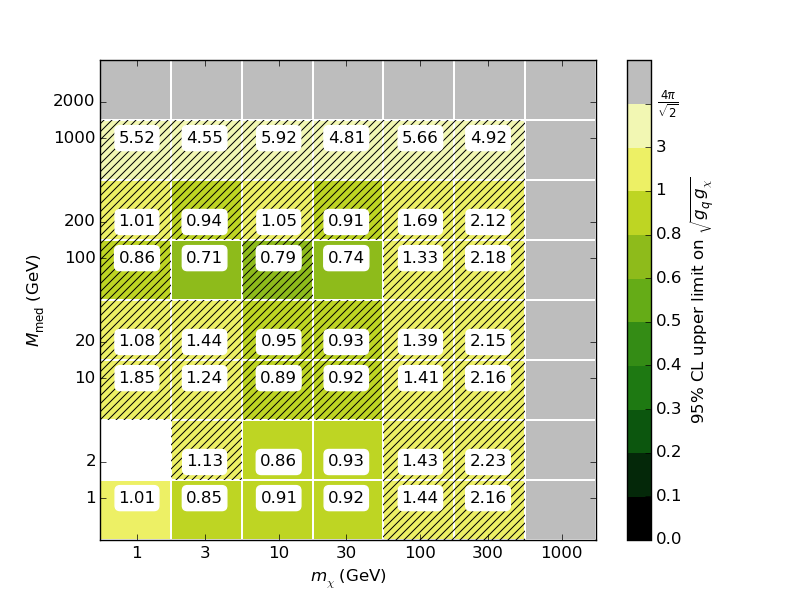 2000
1000 5.52 4.55 5.92 4.81 5.66 4.92
200 1.01 0.94 1.05 0.91 1.69 2.12
100 0.86 0.71 0.79 0.74 1.33 2.18
20 1.08 1.44 0.95 0.93 1.39 2.15
10 1.85 1.24 0.89 0.92 1.41 2.16
2 1.13 0.86 0.93 1.43 2.23
1 1.01 0.85 0.91 0.92 1.44 2.16
1 3 10 30 100 300 1000
m_χ (GeV)
M_med (GeV)
4π/√2
3
1
0.8
0.6
0.5
0.4
0.3
0.2
0.1
0.0
95% CL upper limit on √g_q g_χ